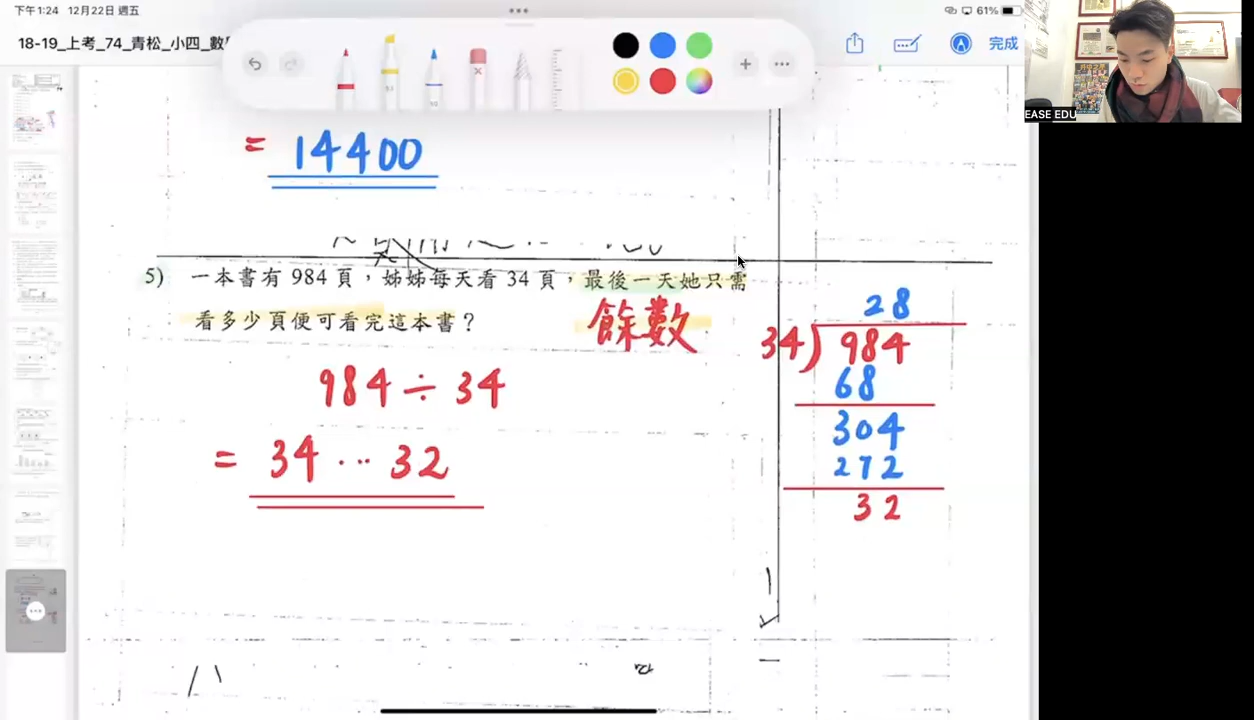 下午1:24 12月22日 週五
61%
18-19_上考_74_青松_小四_數
完成
EASE EDU
= 14400
5) 一本書有 984 頁，姊姊每天看 34 頁，最後一天她只需
看多少頁便可看完這本書？
餘數
984 ÷ 34
= 34 ... 32
28
34) 984
68
304
272
32